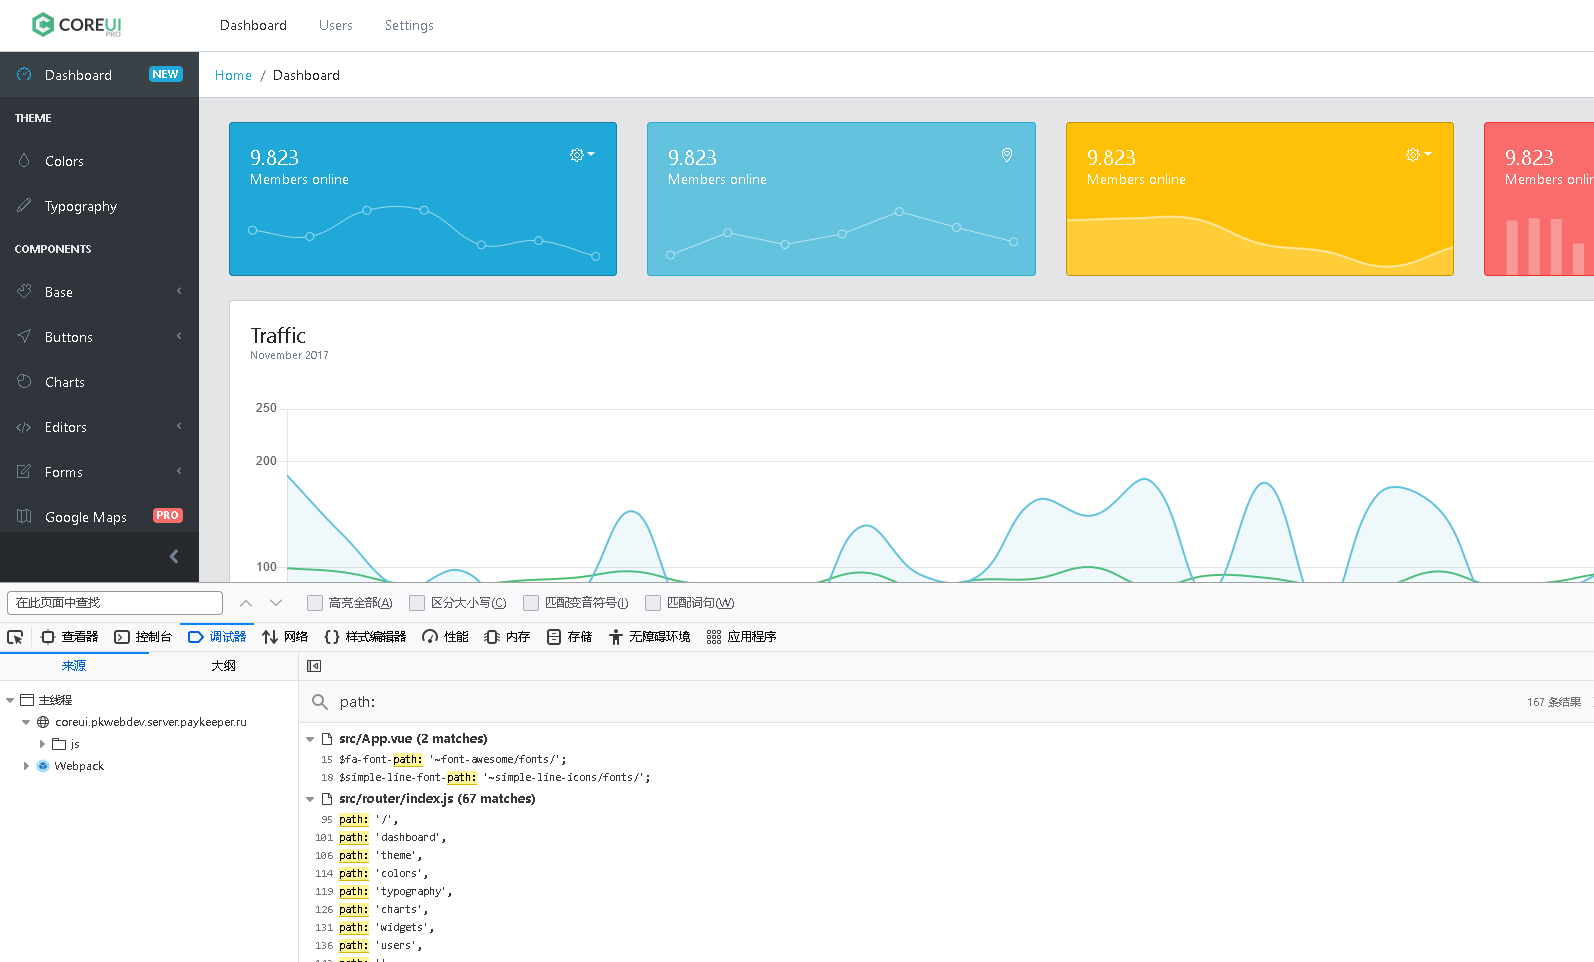 COREUI
PRO
Dashboard
Users
Settings
Dashboard
NEW
Home / Dashboard
THEME
Colors
Typography
COMPONENTS
Base
Buttons
Charts
Editors
Forms
Google Maps
PRO
9.823
Members online
9.823
Members online
9.823
Members online
9.823
Members onlin
Traffic
November 2017
250
200
100
在此页面中查找
高亮全部(A)
区分大小写(C)
匹配变音符号(I)
匹配词句(W)
查看器
控制台
调试器
网络
样式编辑器
性能
内存
存储
无障碍环境
应用程序
来源
大纲
主线程
coreui.pkwebdev.server.paykeeper.ru
js
Webpack
path:
167 条结果
src/App.vue (2 matches)
15 $fa-font-path: '~font-awesome/fonts/';
18 $simple-line-font-path: '~simple-line-icons/fonts/';
src/router/index.js (67 matches)
95 path: '/',
101 path: 'dashboard',
106 path: 'theme',
114 path: 'colors',
119 path: 'typography',
126 path: 'charts',
131 path: 'widgets',
136 path: 'users',